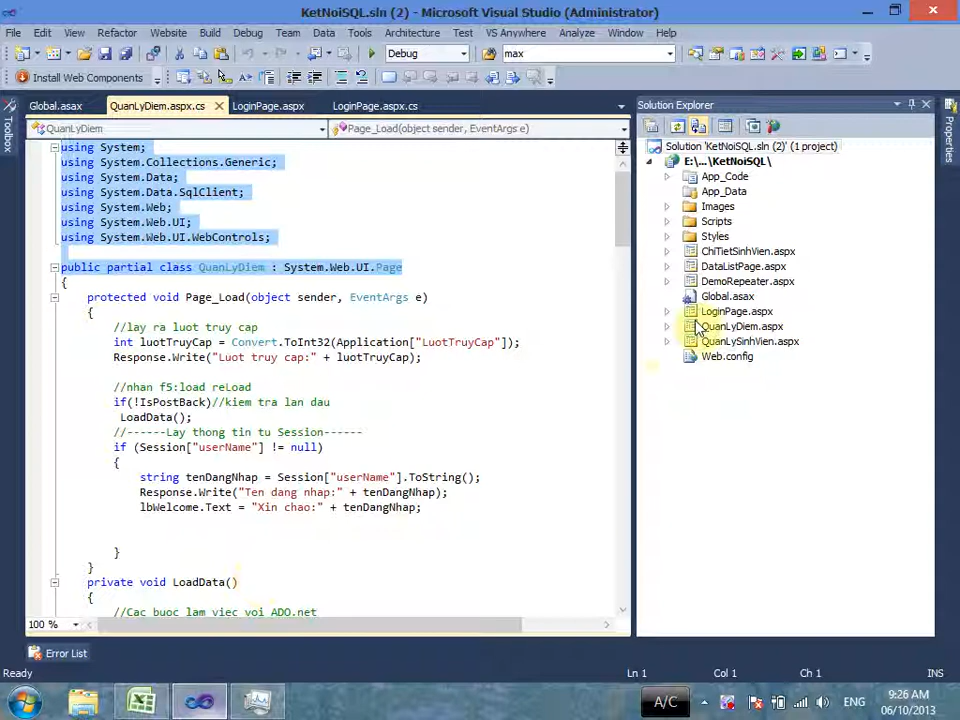 KetNoiSQL.sln (2) - Microsoft Visual Studio (Administrator)
File Edit View Refactor Website Build Debug Team Data Tools Architecture Test VS Anywhere Analyze Window Help
Debug max
Install Web Components
Global.asax QuanLyDiem.aspx.cs LoginPage.aspx LoginPage.aspx.cs
QuanLyDiem Page_Load(object sender, EventArgs e)
Toolbox
using System;
using System.Collections.Generic;
using System.Data;
using System.Data.SqlClient;
using System.Web;
using System.Web.UI;
using System.Web.UI.WebControls;
public partial class QuanLyDiem : System.Web.UI.Page
{
protected void Page_Load(object sender, EventArgs e)
{
//lay ra luot truy cap
int luotTruyCap = Convert.ToInt32(Application["LuotTruyCap"]);
Response.Write("Luot truy cap:" + luotTruyCap);
//nhan f5:load reLoad
if(!IsPostBack)//kiem tra lan dau
LoadData();
//------Lay thong tin tu Session------
if (Session["userName"] != null)
{
string tenDangNhap = Session["userName"].ToString();
Response.Write("Ten dang nhap:" + tenDangNhap);
lbWelcome.Text = "Xin chao:" + tenDangNhap;
}
}
private void LoadData()
{
//Cac buoc lam viec voi ADO.net
100 %
Solution Explorer
Solution 'KetNoiSQL.sln (2)' (1 project)
E:\...\KetNoiSQL\
App_Code
App_Data
Images
Scripts
Styles
ChiTietSinhVien.aspx
DataListPage.aspx
DemoRepeater.aspx
Global.asax
LoginPage.aspx
QuanLyDiem.aspx
QuanLySinhVien.aspx
Web.config
Properties
Error List
Ready Ln 1 Col 1 Ch 1 INS
A/C ENG 9:26 AM
06/10/2013